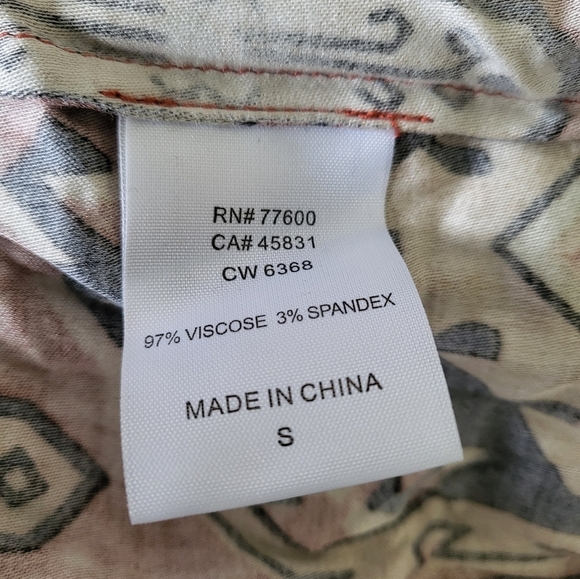 RN# 77600
CA# 45831
CW 6368
97% VISCOSE 3% SPANDEX
MADE IN CHINA
S